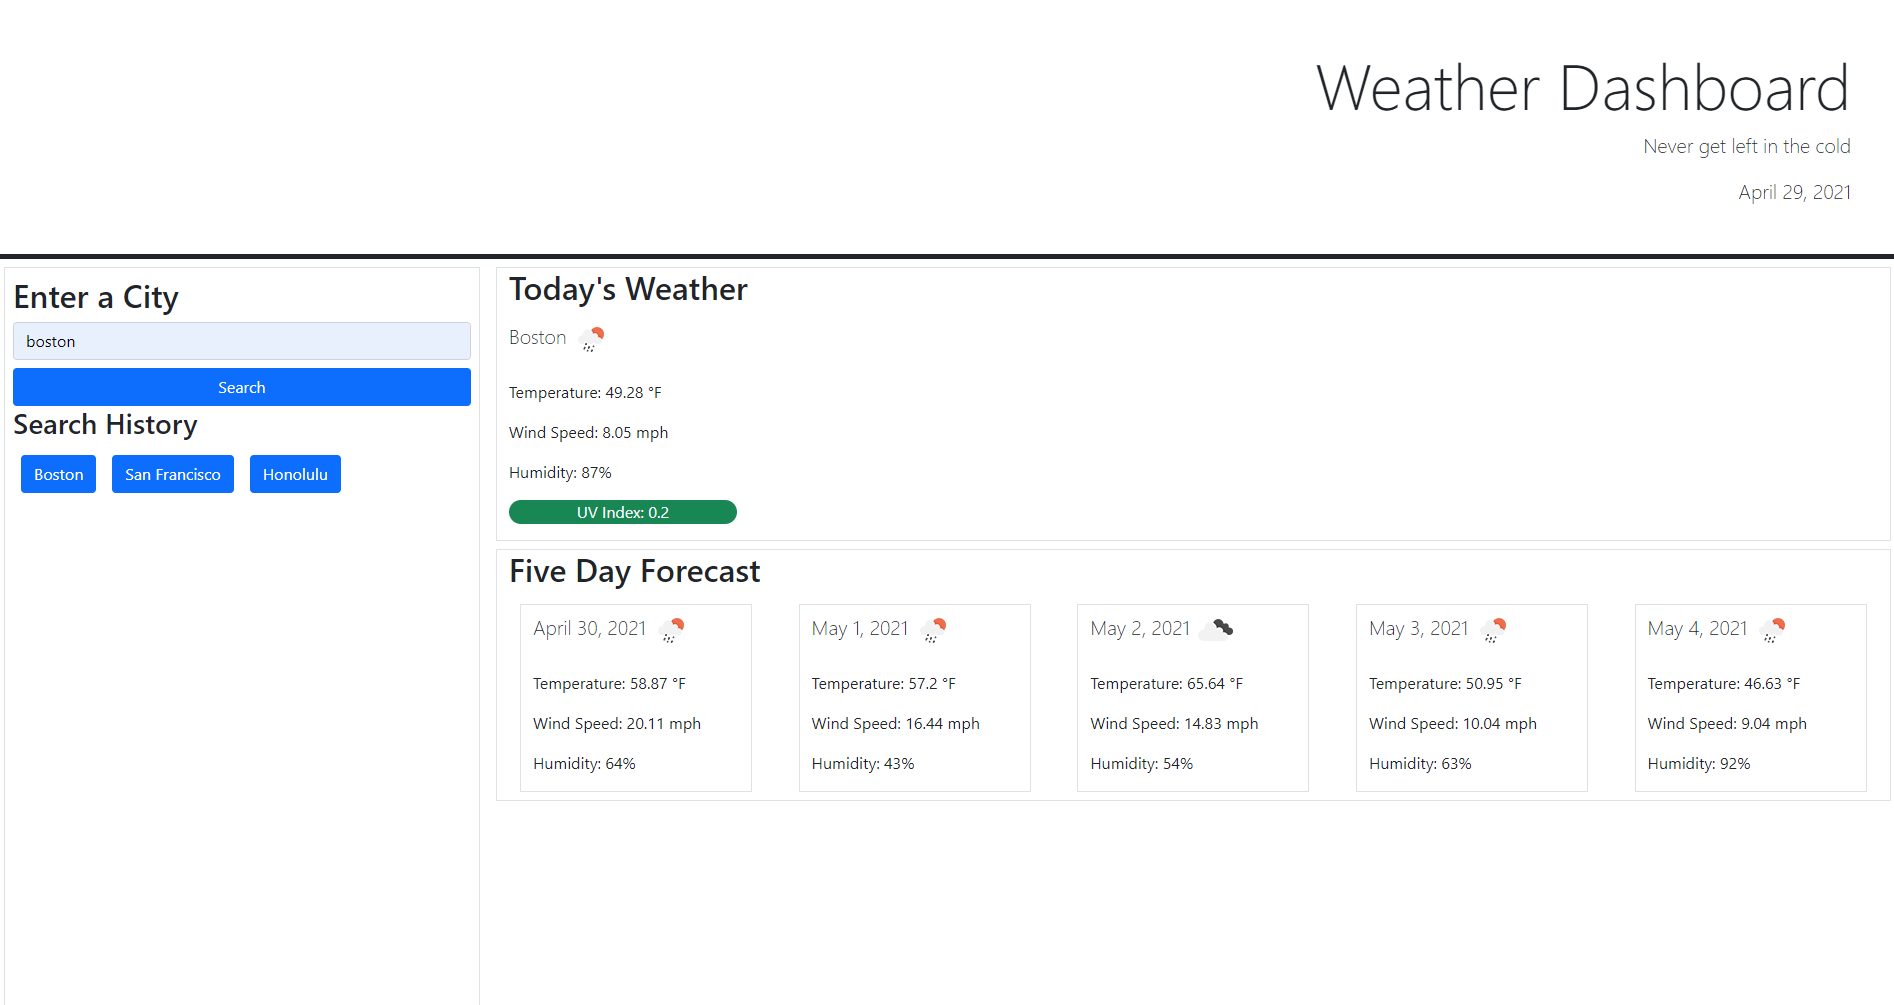 Weather Dashboard
Never get left in the cold
April 29, 2021
Enter a City
boston
Search
Search History
Boston
San Francisco
Honolulu
Today's Weather
Boston
Temperature: 49.28 °F
Wind Speed: 8.05 mph
Humidity: 87%
UV Index: 0.2
Five Day Forecast
April 30, 2021
Temperature: 58.87 °F
Wind Speed: 20.11 mph
Humidity: 64%
May 1, 2021
Temperature: 57.2 °F
Wind Speed: 16.44 mph
Humidity: 43%
May 2, 2021
Temperature: 65.64 °F
Wind Speed: 14.83 mph
Humidity: 54%
May 3, 2021
Temperature: 50.95 °F
Wind Speed: 10.04 mph
Humidity: 63%
May 4, 2021
Temperature: 46.63 °F
Wind Speed: 9.04 mph
Humidity: 92%